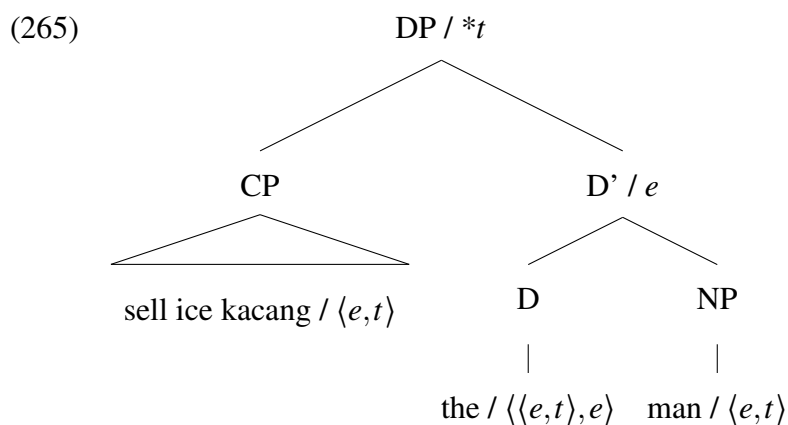 (265) DP / *t
CP D’ / e
sell ice kacang / ⟨e,t⟩ D NP
the / ⟨⟨e,t⟩,e⟩ man / ⟨e,t⟩